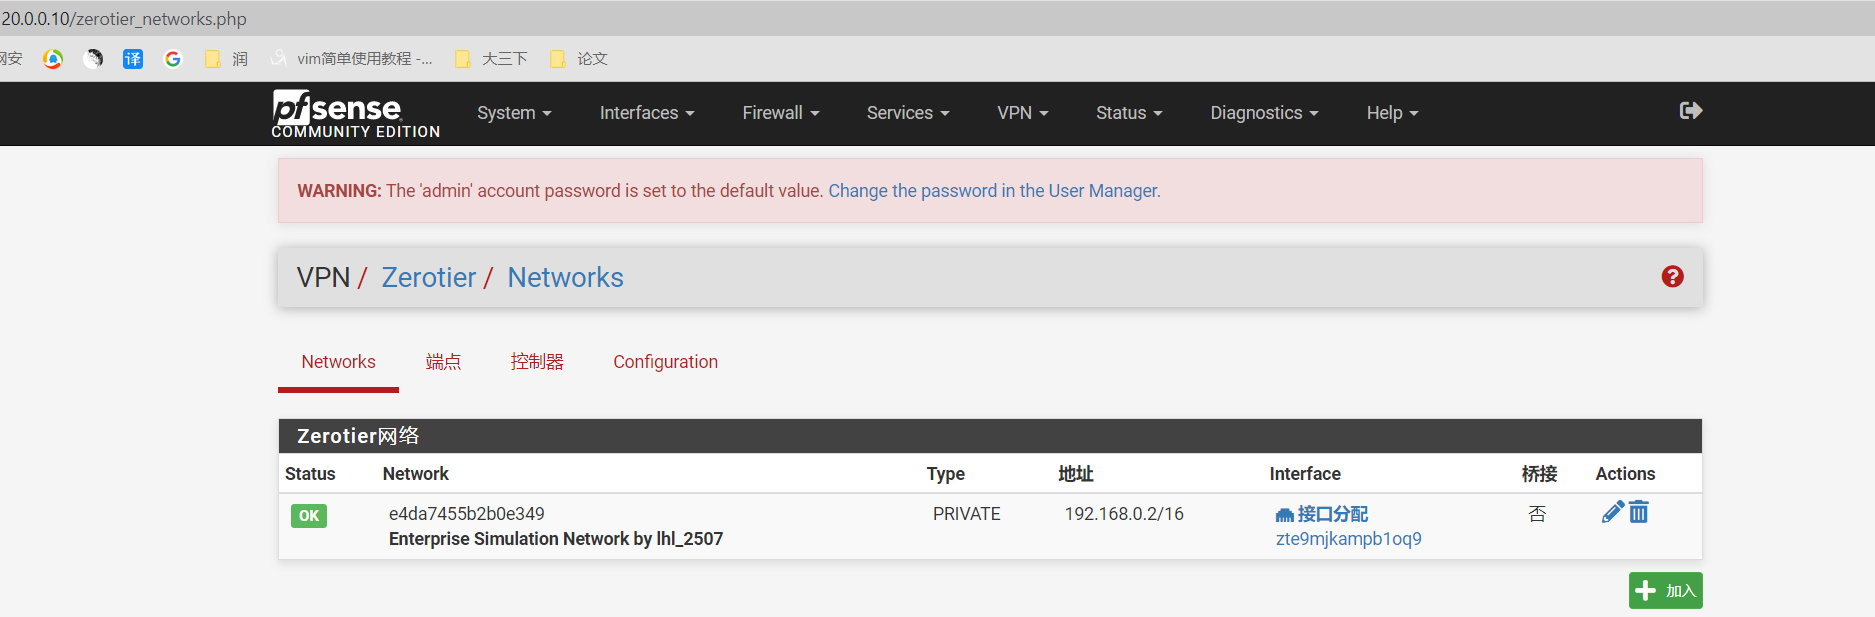 20.0.0.10/zerotier_networks.php
网安 译 润 vim简单使用教程 -... 大三下 论文
pfsense
COMMUNITY EDITION
System Interfaces Firewall Services VPN Status Diagnostics Help
WARNING: The 'admin' account password is set to the default value. Change the password in the User Manager.
VPN / Zerotier / Networks
Networks 端点 控制器 Configuration
Zerotier网络
Status Network Type 地址 Interface 桥接 Actions
OK e4da7455b2b0e349 PRIVATE 192.168.0.2/16 接口分配 否
Enterprise Simulation Network by lhl_2507 zte9mjkampb1oq9
加入